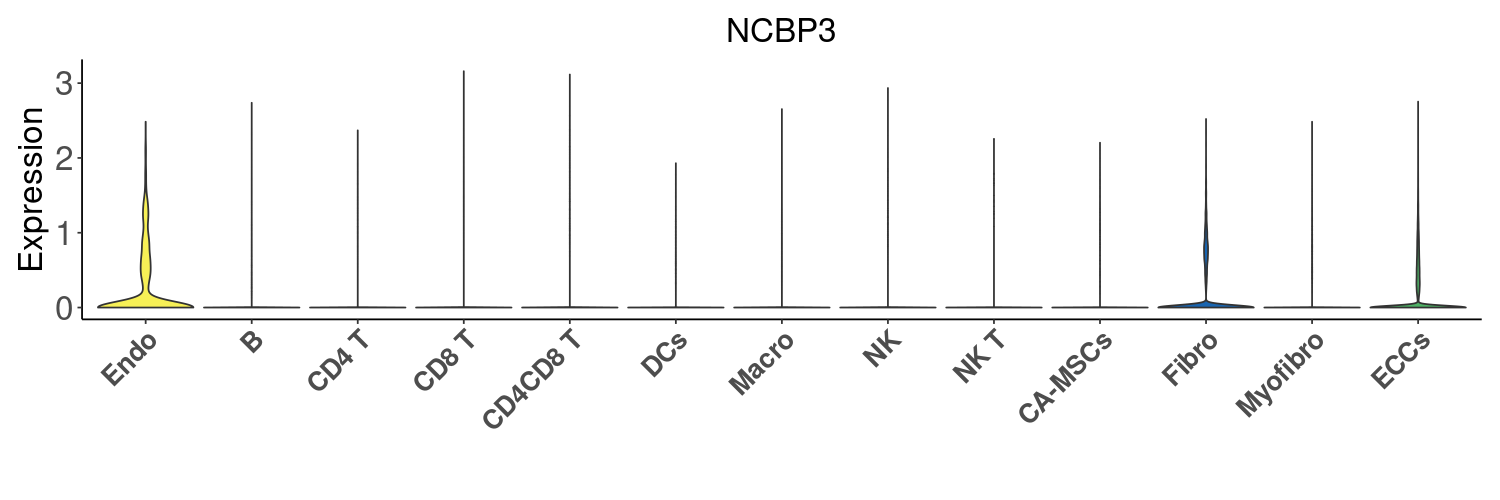 NCBP3
Expression
3
2
1
0
Endo
B
CD4 T
CD8 T
CD4CD8 T
DCs
Macro
NK
NK T
CA-MSCs
Fibro
Myofibro
ECCs